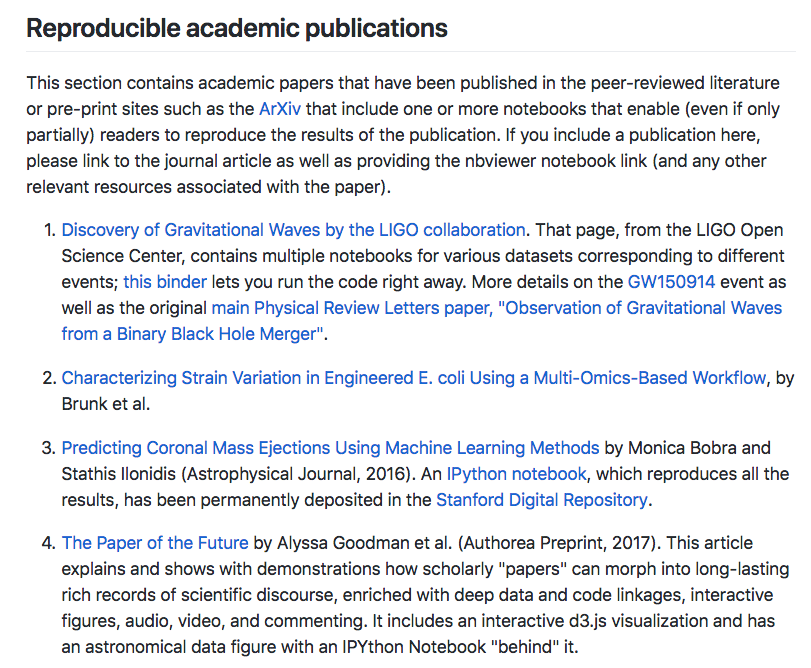 Reproducible academic publications
This section contains academic papers that have been published in the peer-reviewed literature
or pre-print sites such as the ArXiv that include one or more notebooks that enable (even if only
partially) readers to reproduce the results of the publication. If you include a publication here,
please link to the journal article as well as providing the nbviewer notebook link (and any other
relevant resources associated with the paper).
1. Discovery of Gravitational Waves by the LIGO collaboration. That page, from the LIGO Open
Science Center, contains multiple notebooks for various datasets corresponding to different
events; this binder lets you run the code right away. More details on the GW150914 event as
well as the original main Physical Review Letters paper, "Observation of Gravitational Waves
from a Binary Black Hole Merger".
2. Characterizing Strain Variation in Engineered E. coli Using a Multi-Omics-Based Workflow, by
Brunk et al.
3. Predicting Coronal Mass Ejections Using Machine Learning Methods by Monica Bobra and
Stathis Ilonidis (Astrophysical Journal, 2016). An IPython notebook, which reproduces all the
results, has been permanently deposited in the Stanford Digital Repository.
4. The Paper of the Future by Alyssa Goodman et al. (Authorea Preprint, 2017). This article
explains and shows with demonstrations how scholarly "papers" can morph into long-lasting
rich records of scientific discourse, enriched with deep data and code linkages, interactive
figures, audio, video, and commenting. It includes an interactive d3.js visualization and has
an astronomical data figure with an IPYthon Notebook "behind" it.